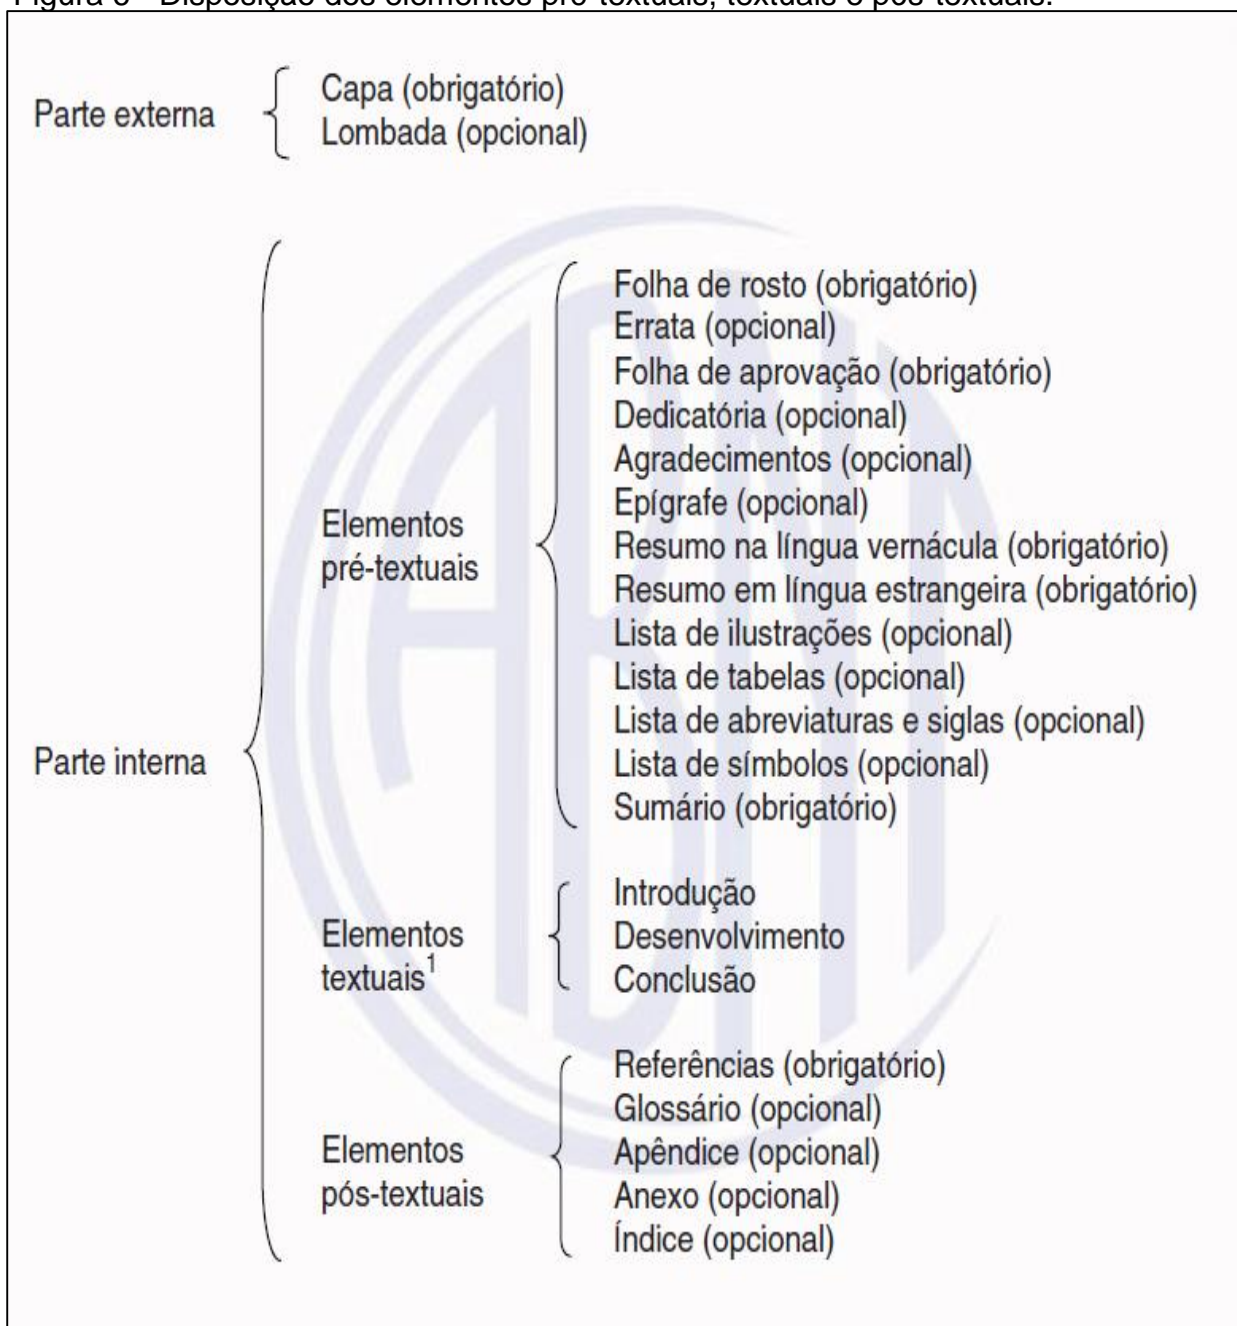 Disposição dos elementos pré-textuais, textuais e pós-textuais.
Parte externa
Capa (obrigatório)
Lombada (opcional)
Parte interna
Elementos
pré-textuais
Folha de rosto (obrigatório)
Errata (opcional)
Folha de aprovação (obrigatório)
Dedicatória (opcional)
Agradecimentos (opcional)
Epígrafe (opcional)
Resumo na língua vernácula (obrigatório)
Resumo em língua estrangeira (obrigatório)
Lista de ilustrações (opcional)
Lista de tabelas (opcional)
Lista de abreviaturas e siglas (opcional)
Lista de símbolos (opcional)
Sumário (obrigatório)
Elementos
textuais¹
Introdução
Desenvolvimento
Conclusão
Elementos
pós-textuais
Referências (obrigatório)
Glossário (opcional)
Apêndice (opcional)
Anexo (opcional)
Índice (opcional)
ABNT